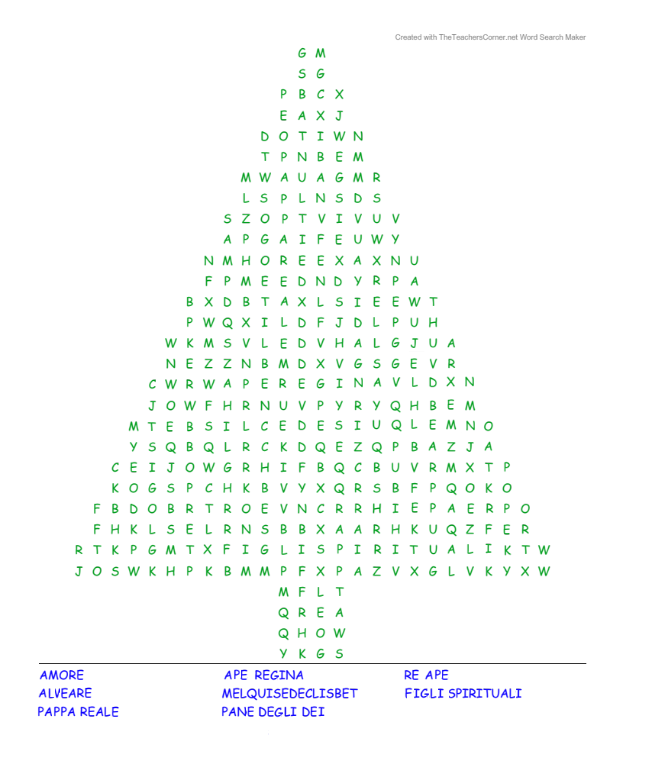 Created with TheTeachersCorner.net Word Search Maker
G M
S G
P B C X
E A X J
D O T I W N
T P N B E M
M W A U A G M R
L S P L N S D S
S Z O P T V I V U V
A P G A I F E U W Y
N M H O R E E X A X N U
F P M E E D N D Y R P A
B X D B T A X L S I E E W T
P W Q X I L D F J D L P U H
W K M S V L E D V H A L G J U A
N E Z Z N B M D X V G S G E V R
C W R W A P E R E G I N A V L D X N
J O W F H R N U V P Y R Y Q H B E M
M T E B S I L C E D E S I U Q L E M N O
Y S Q B Q L R C K D Q E Z Q P B A Z J A
C E I J O W G R H I F B Q C B U V R M X T P
K O G S P C H K B V Y X Q R S B F P Q O K O
F B D O B R T R O E V N C R R H I E P A E R P O
F H K L S E L R N S B B X A A R H K U Q Z F E R
R T K P G M T X F I G L I S P I R I T U A L I K T W
J O S W K H P K B M M P F X P A Z V X G L V K Y X W
M F L T
Q R E A
Q H O W
Y K G S
AMORE APE REGINA RE APE
ALVEARE MELQUISEDECLISBET FIGLI SPIRITUALI
PAPPA REALE PANE DEGLI DEI